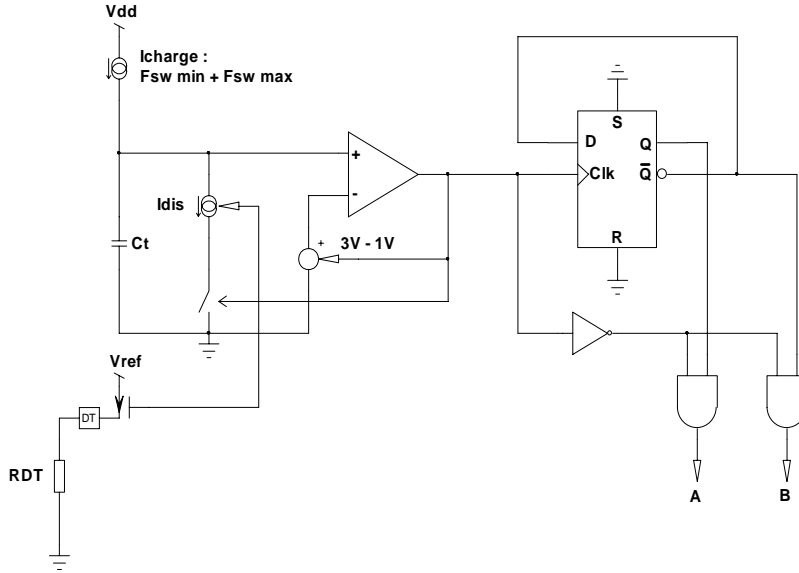 Vdd
Icharge :
Fsw min + Fsw max
S
D
Q
+
Clk
Q̅
-
Idis
R
+
3V - 1V
Ct
Vref
DT
RDT
A
B